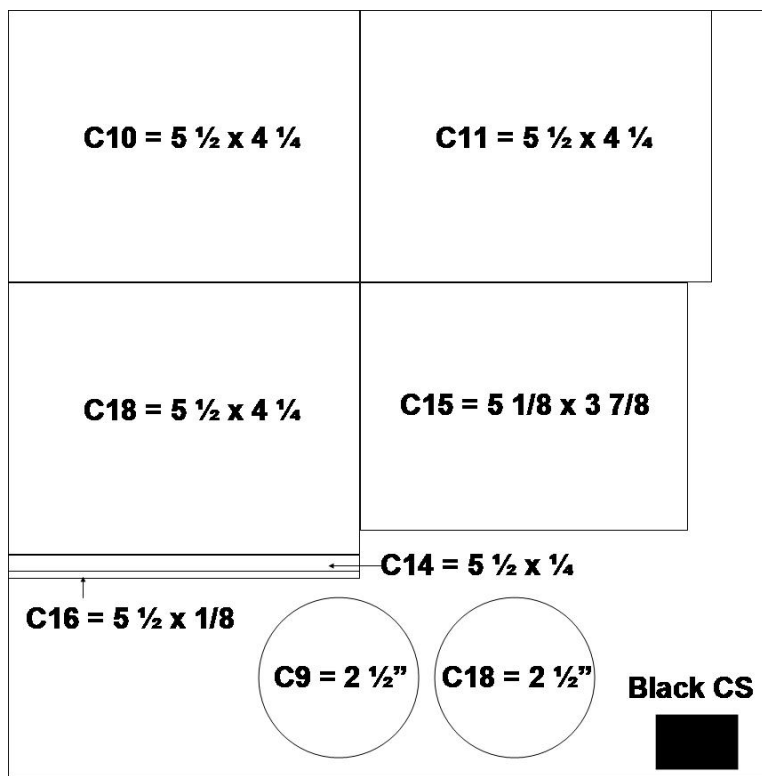 C10 = 5 ½ x 4 ¼
C11 = 5 ½ x 4 ¼
C18 = 5 ½ x 4 ¼
C15 = 5 1/8 x 3 7/8
C14 = 5 ½ x ¼
C16 = 5 ½ x 1/8
C9 = 2 ½”
C18 = 2 ½”
Black CS